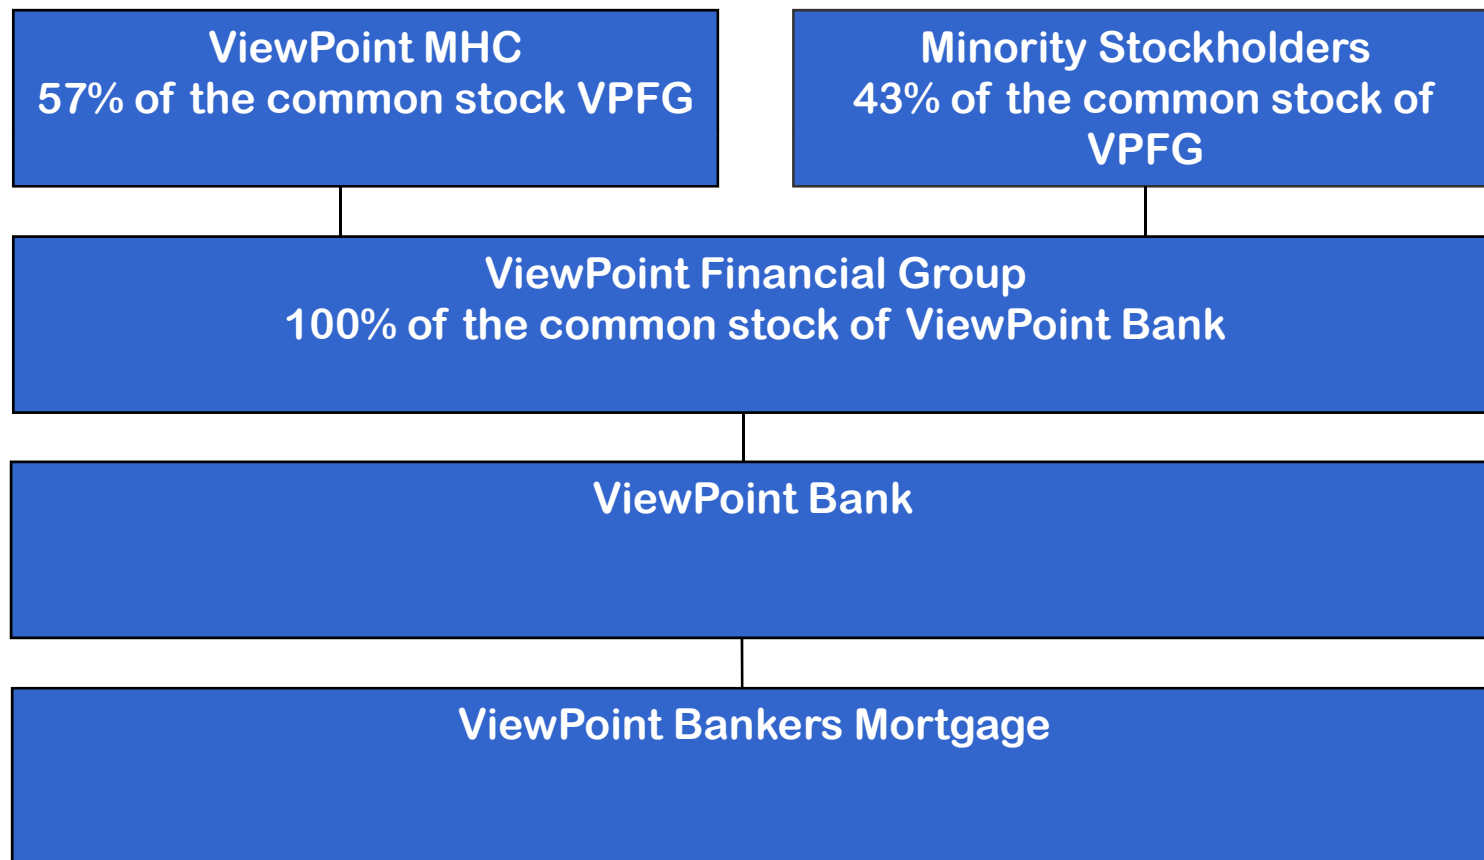 ViewPoint MHC
57% of the common stock VPFG
Minority Stockholders
43% of the common stock of
VPFG
ViewPoint Financial Group
100% of the common stock of ViewPoint Bank
ViewPoint Bank
ViewPoint Bankers Mortgage